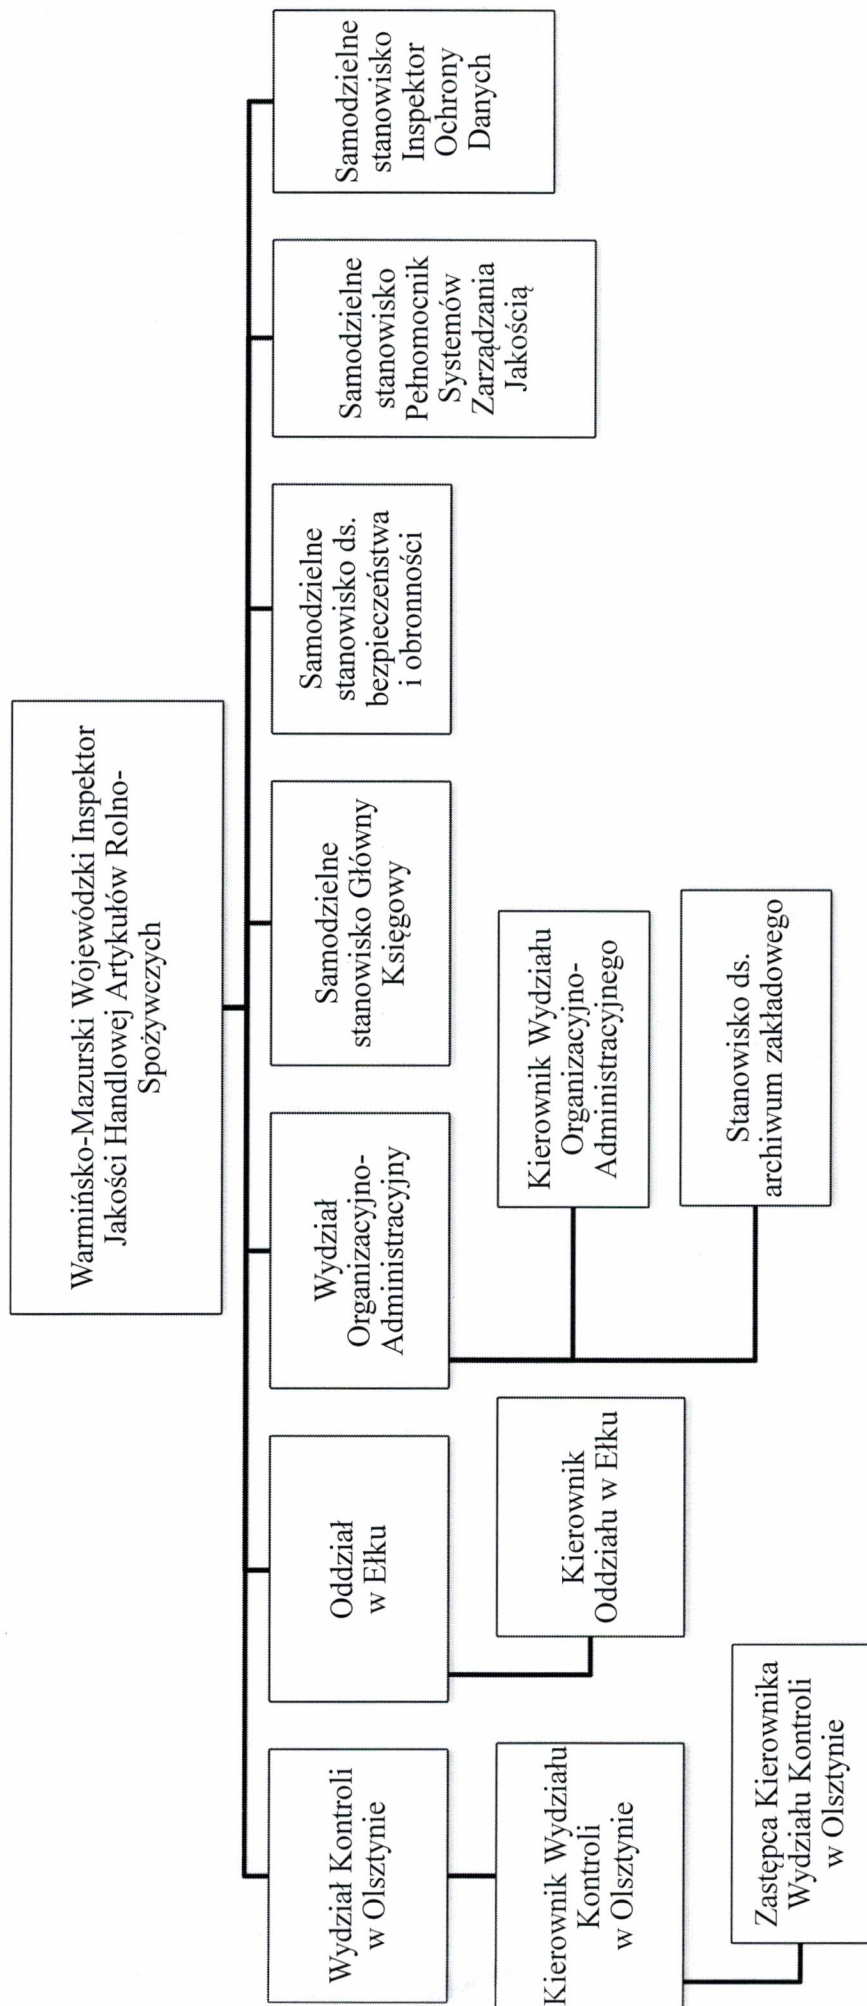 Warmińsko-Mazurski Wojewódzki Inspektor
Jakości Handlowej Artykułów Rolno-
Spożywczych
Wydział Kontroli
w Olsztynie
Oddział
w Ełku
Wydział
Organizacyjno-
Administracyjny
Samodzielne
stanowisko Główny
Księgowy
Samodzielne
stanowisko ds.
bezpieczeństwa
i obronności
Samodzielne
stanowisko
Pełnomocnik
Systemów
Zarządzania
Jakością
Samodzielne
stanowisko
Inspektor
Ochrony
Danych
Kierownik Wydziału
Kontroli
w Olsztynie
Zastępca Kierownika
Wydziału Kontroli
w Olsztynie
Kierownik
Oddziału w Ełku
Kierownik Wydziału
Organizacyjno-
Administracyjnego
Stanowisko ds.
archiwum zakładowego